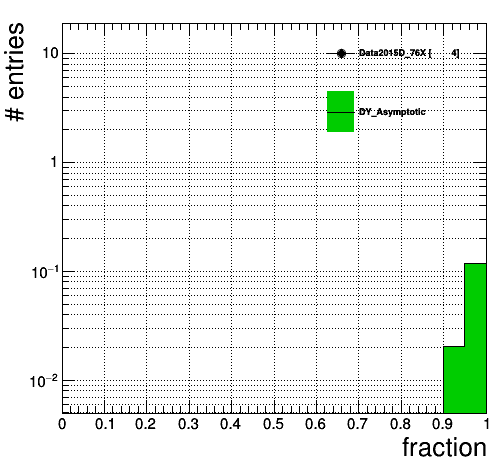 # entries
10
1
10⁻¹
10⁻²
Data2015D_76X [ 4]
DY_Asymptotic
0 0.1 0.2 0.3 0.4 0.5 0.6 0.7 0.8 0.9 1
fraction